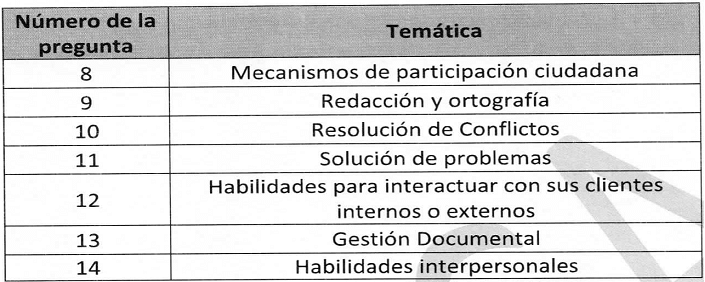 Número de la pregunta Temática
8 Mecanismos de participación ciudadana
9 Redacción y ortografía
10 Resolución de Conflictos
11 Solución de problemas
12 Habilidades para interactuar con sus clientes internos o externos
13 Gestión Documental
14 Habilidades interpersonales